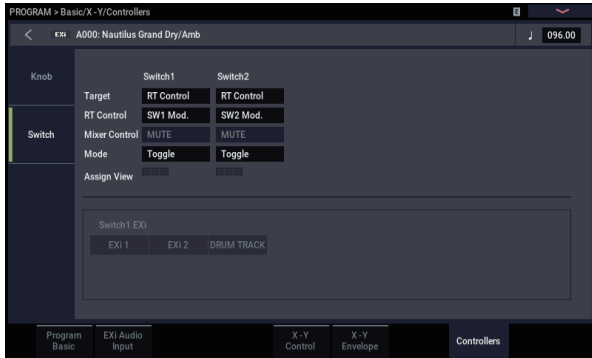 PROGRAM > Basic/X-Y/Controllers E
< EXi A000: Nautilus Grand Dry/Amb ♩ 096.00
Knob
Switch
Switch1 Switch2
Target RT Control RT Control
RT Control SW1 Mod. SW2 Mod.
Mixer Control MUTE MUTE
Mode Toggle Toggle
Assign View
Switch1 EXi
EXi 1 EXi 2 DRUM TRACK
Program Basic
EXi Audio Input
X-Y Control
X-Y Envelope
Controllers